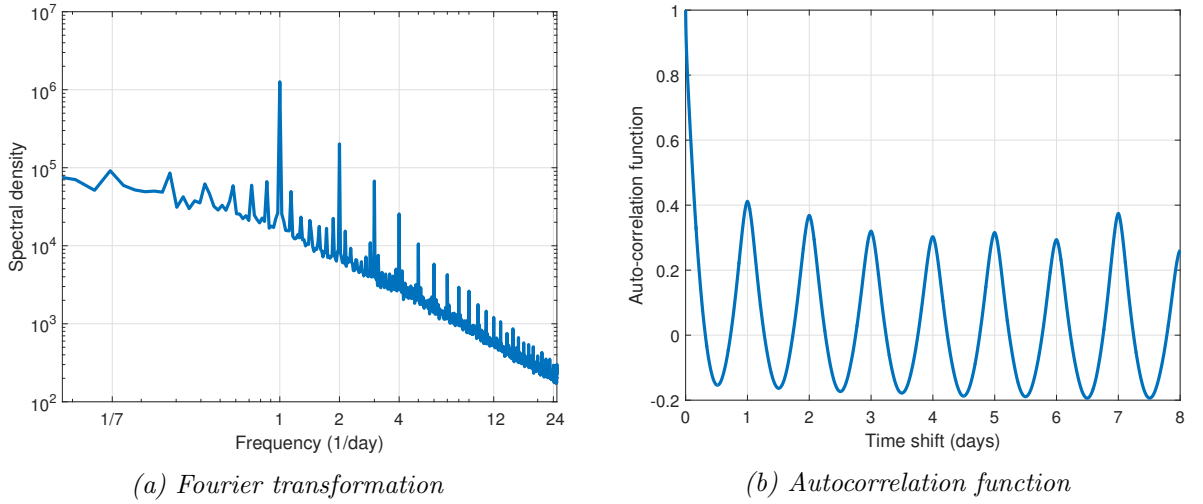 10^7
10^6
10^5
10^4
10^3
10^2
Spectral density
1/7 1 2 4 12 24
Frequency (1/day)
(a) Fourier transformation
1
0.8
0.6
0.4
0.2
0
-0.2
Auto-correlation function
0 1 2 3 4 5 6 7 8
Time shift (days)
(b) Autocorrelation function